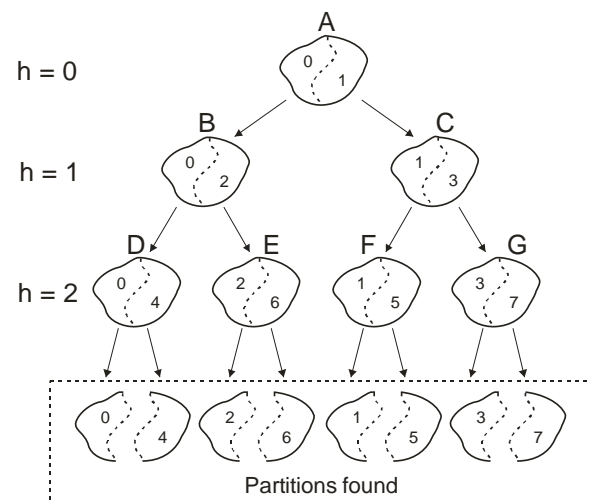 A
h = 0
0 1
B C
h = 1
0 2 1 3
D E F G
h = 2
0 4 2 6 1 5 3 7
0 4 2 6 1 5 3 7
Partitions found